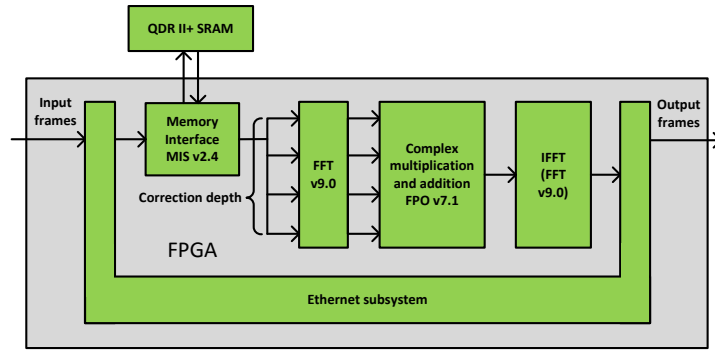 QDR II+ SRAM
Input
frames
Memory
Interface
MIS v2.4
Correction depth
FFT
v9.0
Complex
multiplication
and addition
FPO v7.1
IFFT
(FFT
v9.0)
Output
frames
FPGA
Ethernet subsystem